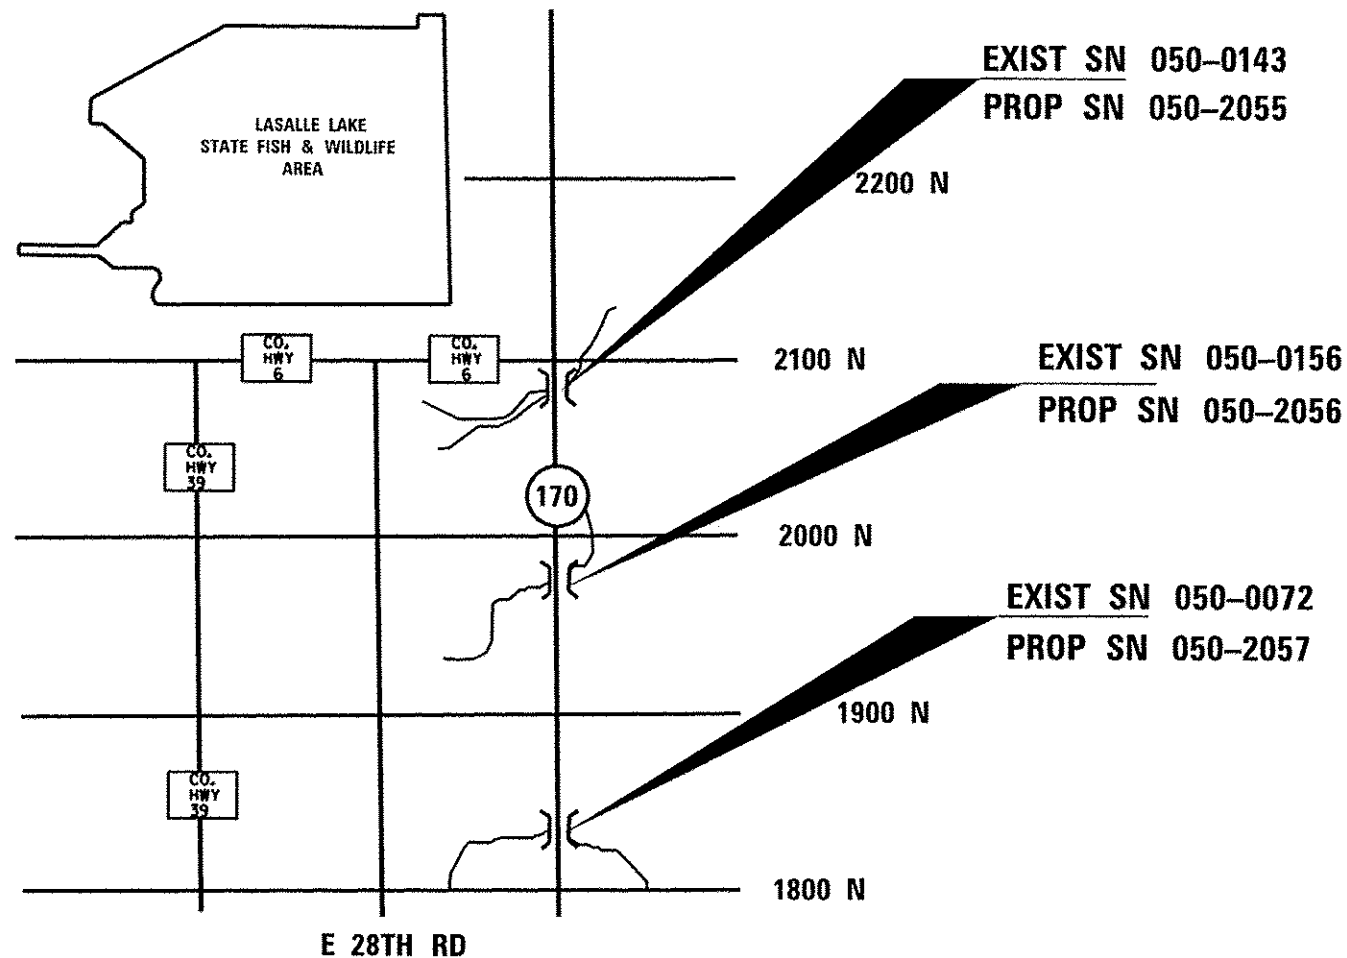 EXIST SN 050-0143
PROP SN 050-2055
LASALLE LAKE
STATE FISH & WILDLIFE
AREA
2200 N
CO.
HWY
6
CO.
HWY
6
2100 N
EXIST SN 050-0156
PROP SN 050-2056
CO.
HWY
39
170
2000 N
EXIST SN 050-0072
PROP SN 050-2057
1900 N
CO.
HWY
39
1800 N
E 28TH RD